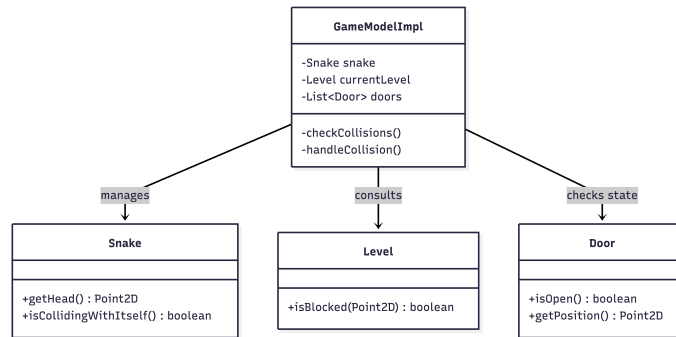 GameModelImpl
-Snake snake
-Level currentLevel
-List<Door> doors
-checkCollisions()
-handleCollision()
manages
consults
checks state
Snake
+getHead() : Point2D
+isCollidingWithItself() : boolean
Level
+isBlocked(Point2D) : boolean
Door
+isOpen() : boolean
+getPosition() : Point2D